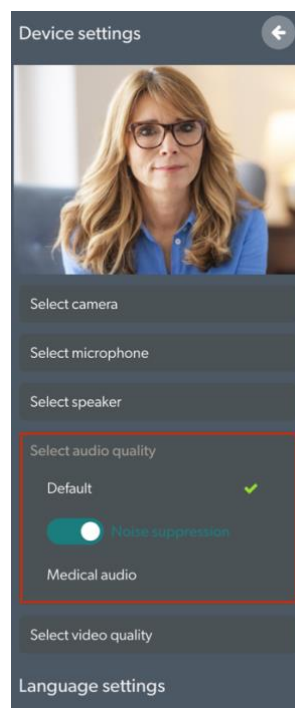 Device settings
Select camera
Select microphone
Select speaker
Select audio quality
Default
Noise suppression
Medical audio
Select video quality
Language settings